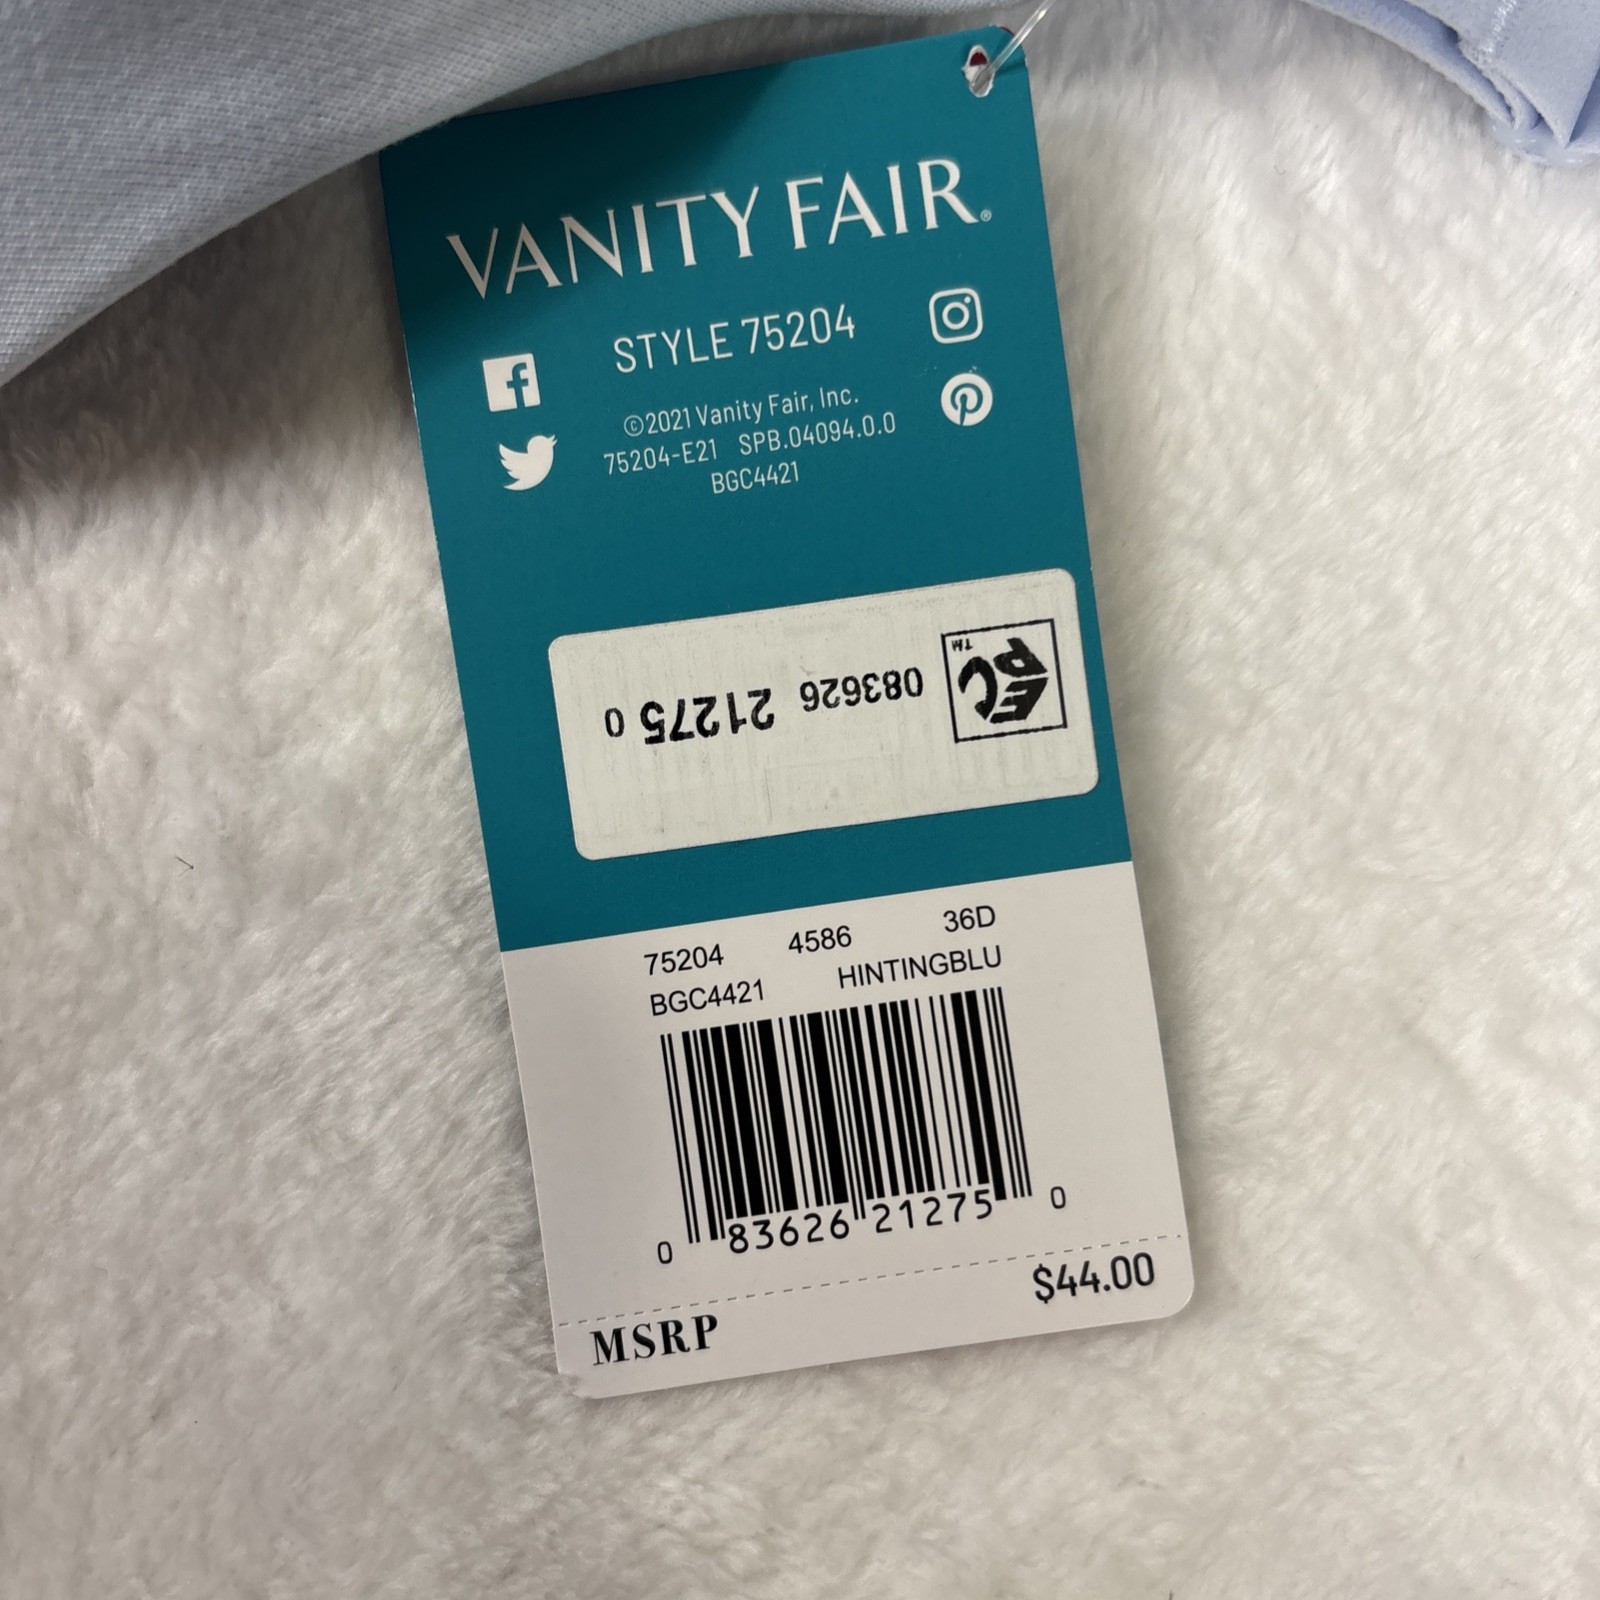 VANITY FAIR®
STYLE 75204
©2021 Vanity Fair, Inc.
75204-E21 SPB.04094.0.0
BGC4421
EPC™
083626 21275 0
75204 4586 36D
BGC4421 HINTINGBLU
0 83626 21275 0
$44.00
MSRP